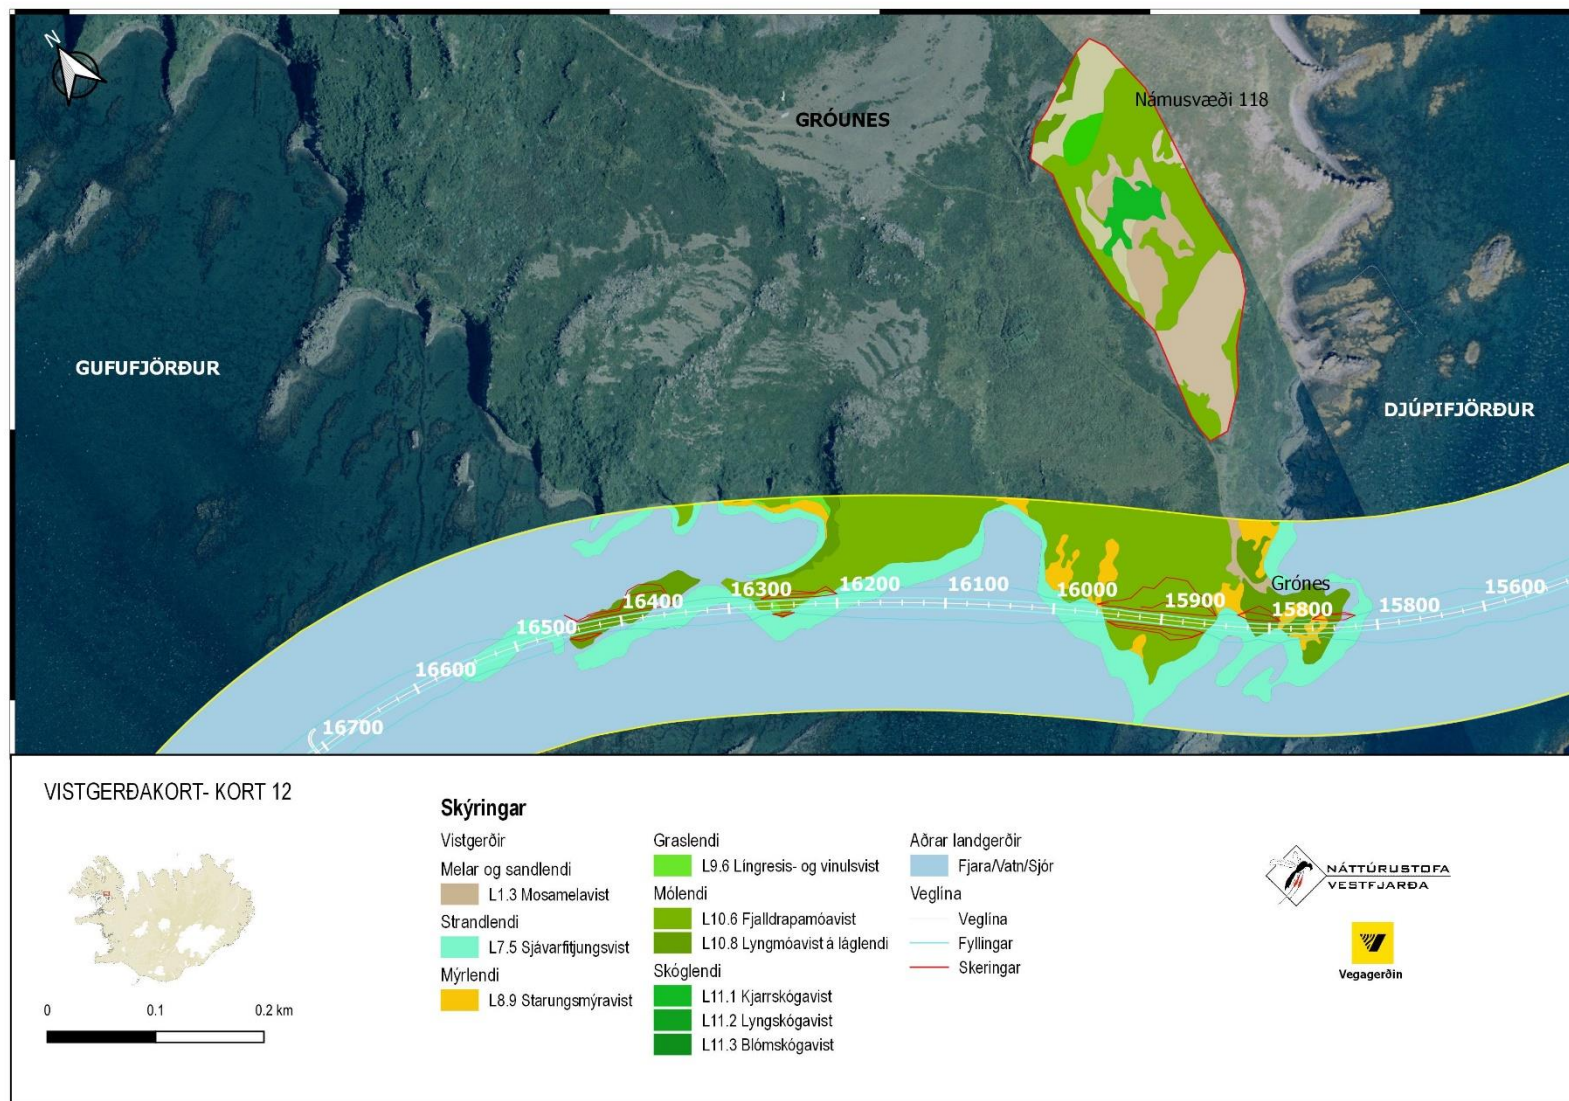 N
GRÓUNES
Námusvæði 118
GUFUFJÖRÐUR
DJÚPIFJÖRÐUR
Grónes
16700
16600
16500
16400
16300
16200
16100
16000
15900
15800
15800
15600
VISTGERÐAKORT- KORT 12
0 0.1 0.2 km
Skýringar
Vistgerðir
Melar og sandlendi
L1.3 Mosamelavist
Strandlendi
L7.5 Sjávarfitjungsvist
Mýrlendi
L8.9 Starungsmýravist
Graslendi
L9.6 Língresis- og vinulsvist
Mólendi
L10.6 Fjalldrapamóavist
L10.8 Lyngmóavist á láglendi
Skóglendi
L11.1 Kjarrskógavist
L11.2 Lyngskógavist
L11.3 Blómskógavist
Aðrar landgerðir
Fjara/Vatn/Sjór
Veglína
Veglína
Fyllingar
Skeringar
NÁTTÚRUSTOFA
VESTFJARÐA
Vegagerðin